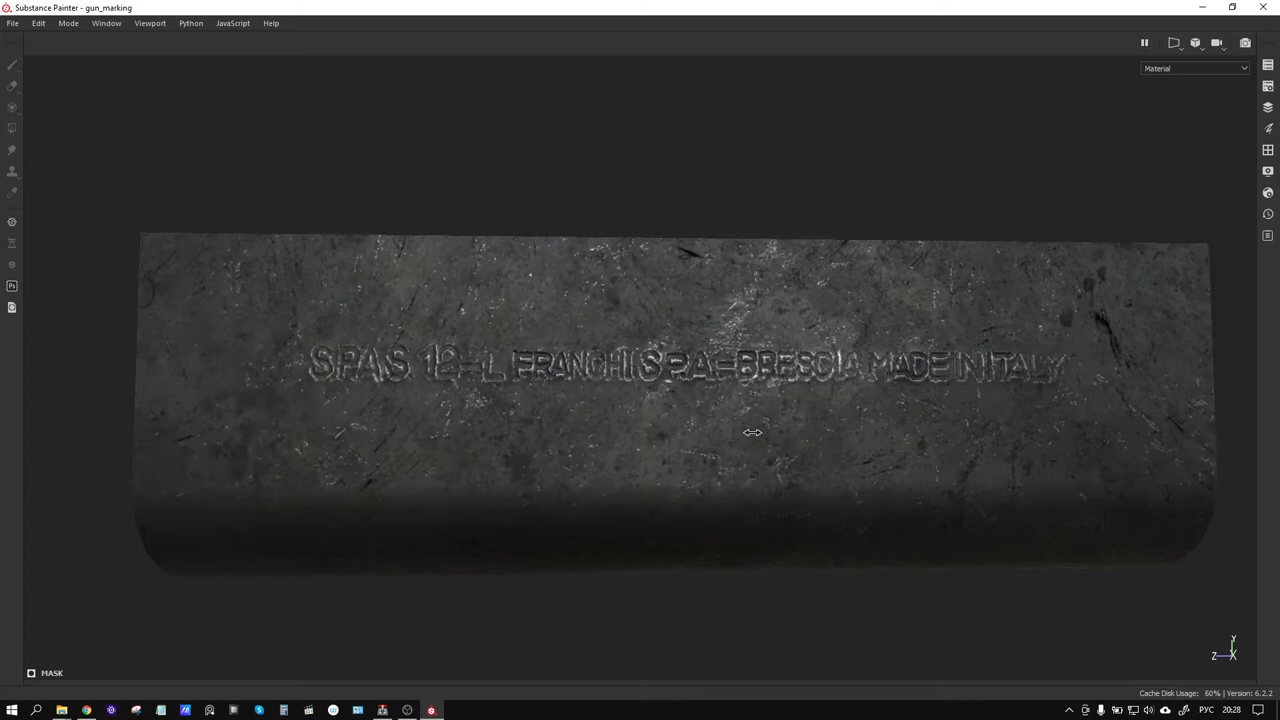 Substance Painter - gun_marking
File Edit Mode Window Viewport Python JavaScript Help
Material
SPAS 12=L FRANCHI S P.A.=BRESCIA MADE IN ITALY
Y
Z X
MASK
Cache Disk Usage: 60% | Version: 6.2.2
Ps
РУС 20:28